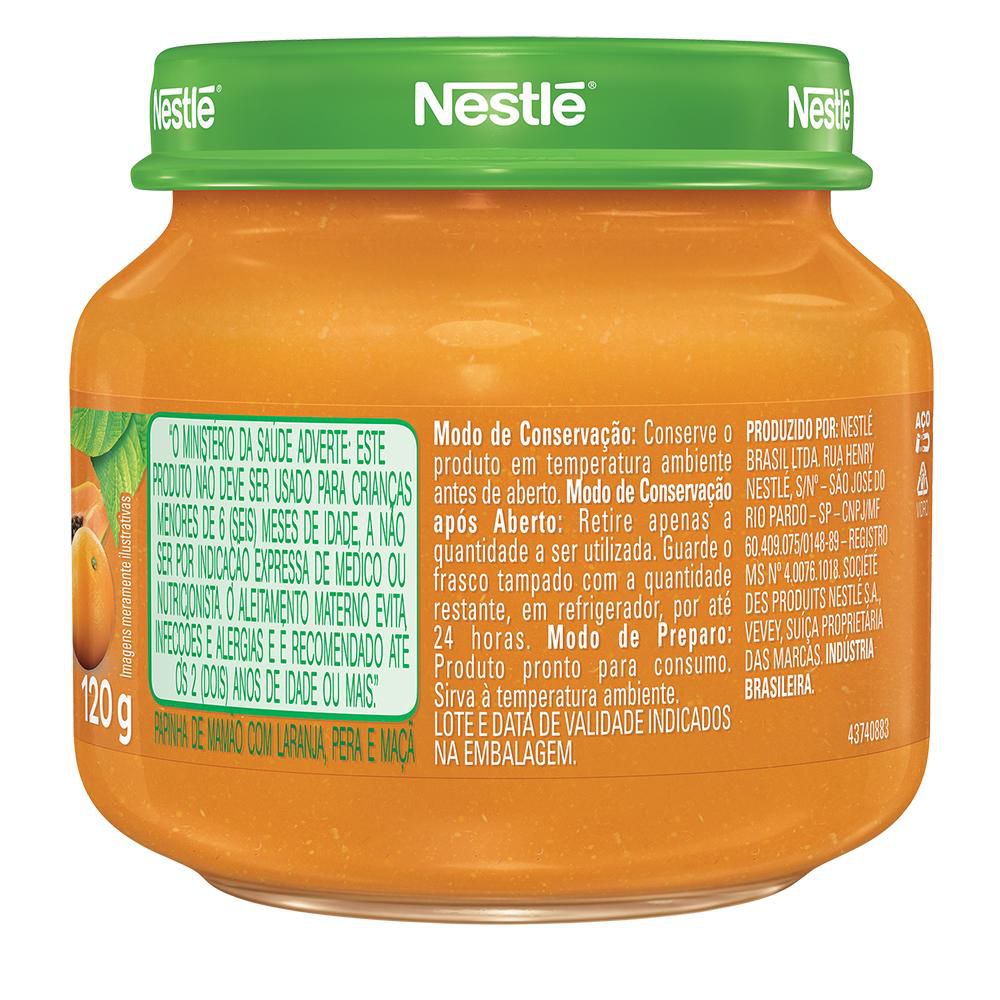 Nestlé® Nestlé® Nestlé
"O MINISTÉRIO DA SAÚDE ADVERTE: ESTE
PRODUTO NÃO DEVE SER USADO PARA CRIANÇAS
MENORES DE 6 (SEIS) MESES DE IDADE, A NÃO
SER POR INDICAÇÃO EXPRESSA DE MÉDICO OU
NUTRICIONISTA. O ALEITAMENTO MATERNO EVITA
INFECÇÕES E ALERGIAS E É RECOMENDADO ATÉ
OS 2 (DOIS) ANOS DE IDADE OU MAIS."
PAPINHA DE MAMÃO COM LARANJA, PERA E MAÇÃ
Imagens meramente ilustrativas
120 g
Modo de Conservação: Conserve o
produto em temperatura ambiente
antes de aberto. Modo de Conservação
após Aberto: Retire apenas a
quantidade a ser utilizada. Guarde o
frasco tampado com a quantidade
restante, em refrigerador, por até
24 horas. Modo de Preparo:
Produto pronto para consumo.
Sirva à temperatura ambiente.
LOTE E DATA DE VALIDADE INDICADOS
NA EMBALAGEM.
PRODUZIDO POR: NESTLÉ
BRASIL LTDA. RUA HENRY
NESTLÉ, S/Nº – SÃO JOSÉ DO
RIO PARDO – SP – CNPJ/MF
60.409.075/0148-89 – REGISTRO
MS Nº 4.0076.1018. SOCIÉTÉ
DES PRODUITS NESTLÉ S.A.,
VEVEY, SUÍÇA PROPRIETÁRIA
DAS MARCAS. INDÚSTRIA
BRASILEIRA.
43740883
AÇO
VIDRO